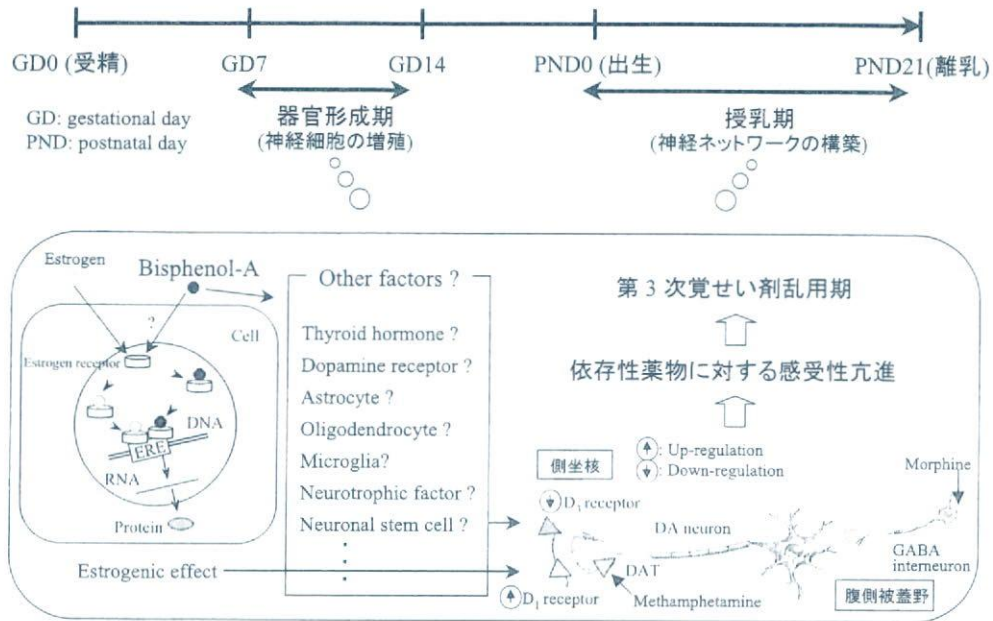 GD0 (受精)
GD7
GD14
PND0 (出生)
PND21(離乳)
GD: gestational day
PND: postnatal day
器官形成期
(神経細胞の増殖)
授乳期
(神経ネットワークの構築)
Estrogen
Bisphenol-A
?
Cell
Estrogen receptor
DNA
ERE
RNA
Protein
Estrogenic effect
Other factors ?
Thyroid hormone ?
Dopamine receptor ?
Astrocyte ?
Oligodendrocyte ?
Microglia?
Neurotrophic factor ?
Neuronal stem cell ?
第 3 次覚せい剤乱用期
依存性薬物に対する感受性亢進
側坐核
: Up-regulation
: Down-regulation
Morphine
receptor
DA neuron
DAT
GABA
interneuron
D1 receptor
Methamphetamine
腹側被蓋野